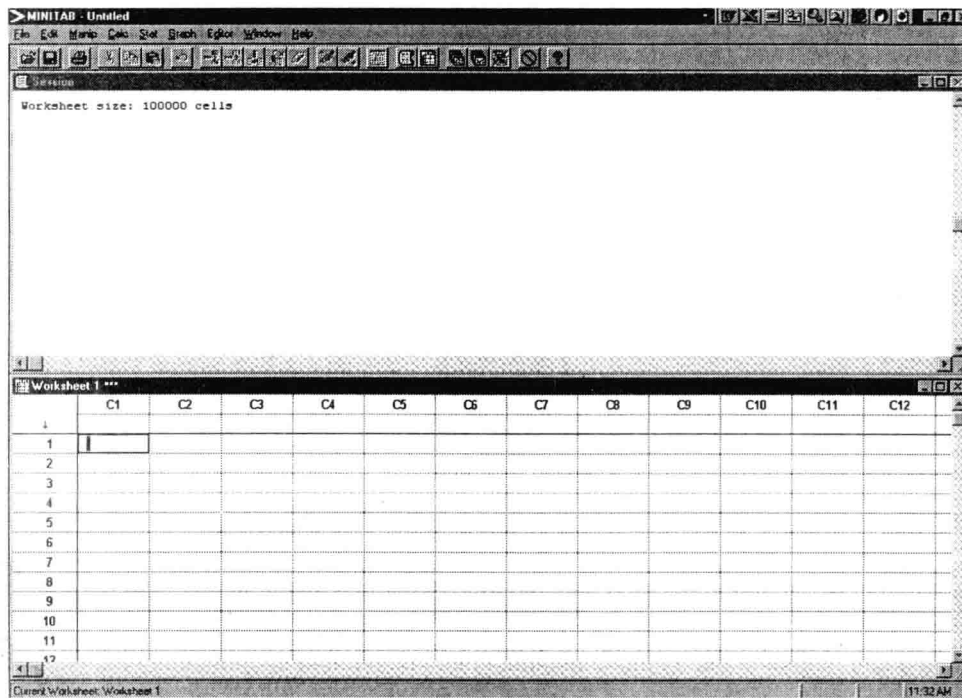 MINITAB - Untitled
File Edit Manip Calc Stat Graph Editor Window Help
Session
Worksheet size: 100000 cells
Worksheet 1 ***
C1 C2 C3 C4 C5 C6 C7 C8 C9 C10 C11 C12
↓
1
2
3
4
5
6
7
8
9
10
11
12
Current Worksheet: Worksheet 1 11:32 AM